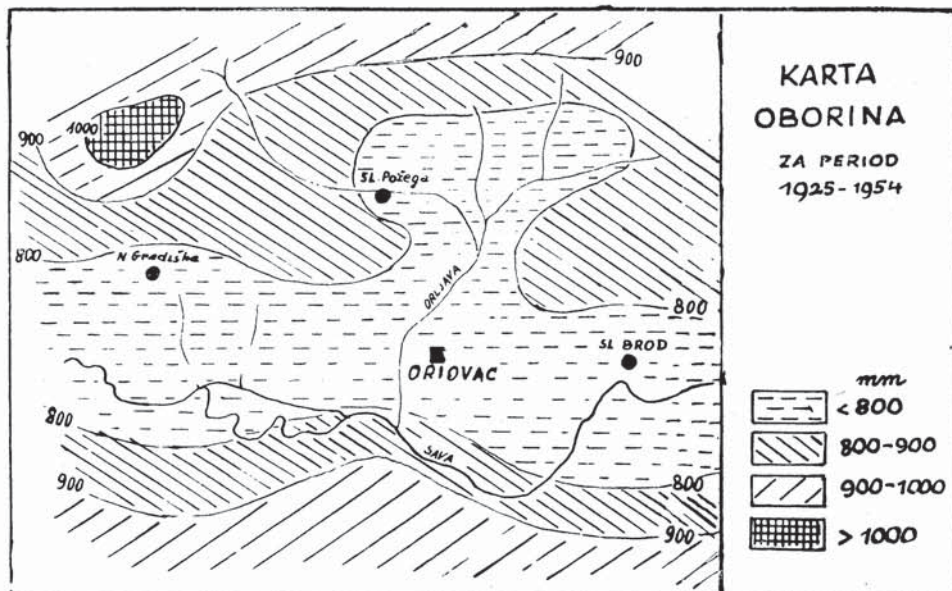 KARTA
OBORINA
ZA PERIOD
1925-1954
900
1000
900
SL. Požega
800
N Gradiška
ORLJAVA
800
SL BROD
ORIOVAC
800
SAVA
900
800
900
mm
< 800
800-900
900-1000
> 1000